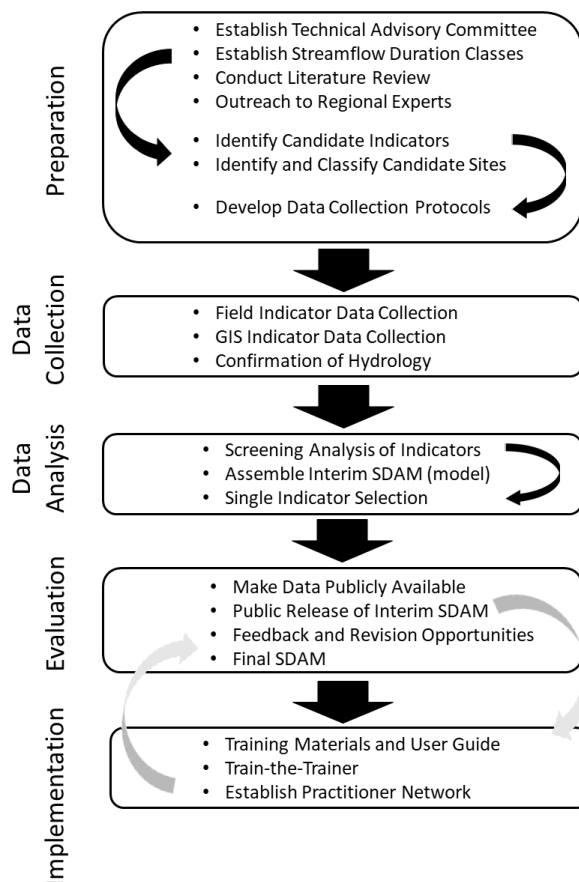 Preparation
• Establish Technical Advisory Committee
• Establish Streamflow Duration Classes
• Conduct Literature Review
• Outreach to Regional Experts
• Identify Candidate Indicators
• Identify and Classify Candidate Sites
• Develop Data Collection Protocols
Data
Collection
• Field Indicator Data Collection
• GIS Indicator Data Collection
• Confirmation of Hydrology
Data
Analysis
• Screening Analysis of Indicators
• Assemble Interim SDAM (model)
• Single Indicator Selection
Evaluation
• Make Data Publicly Available
• Public Release of Interim SDAM
• Feedback and Revision Opportunities
• Final SDAM
Implementation
• Training Materials and User Guide
• Train-the-Trainer
• Establish Practitioner Network